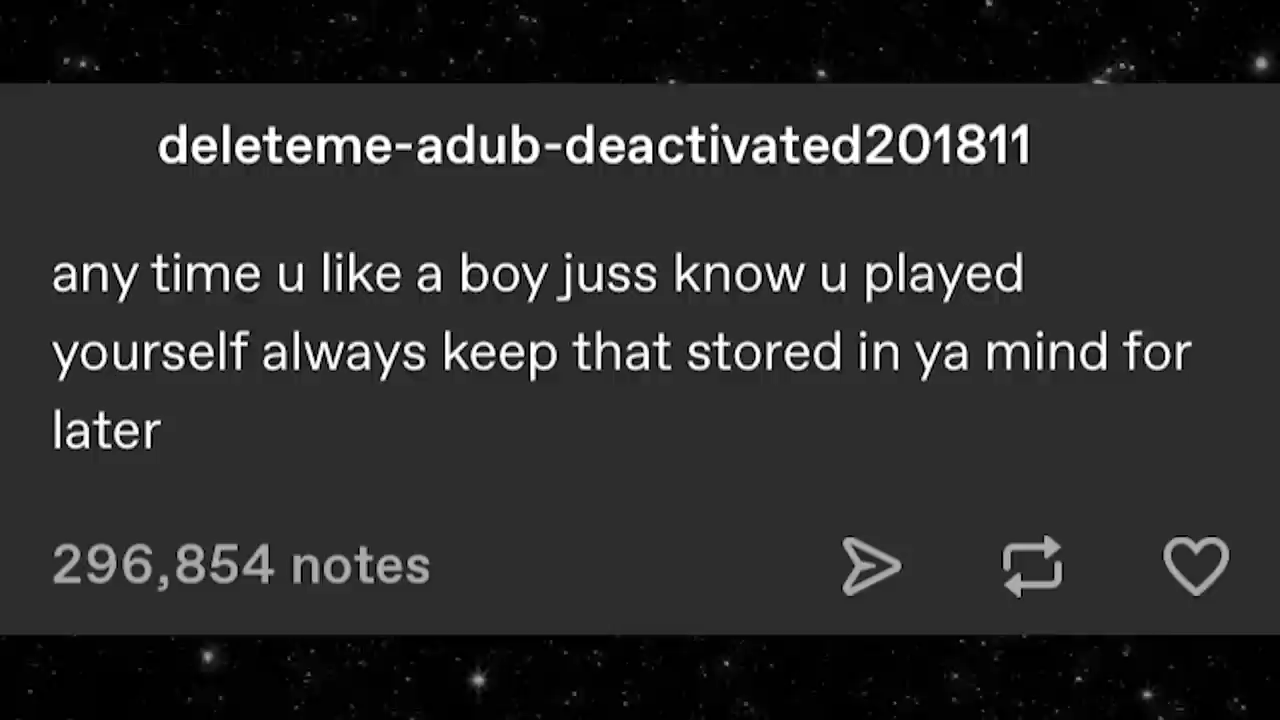 deleteme-adub-deactivated201811
any time u like a boy juss know u played
yourself always keep that stored in ya mind for
later
296,854 notes